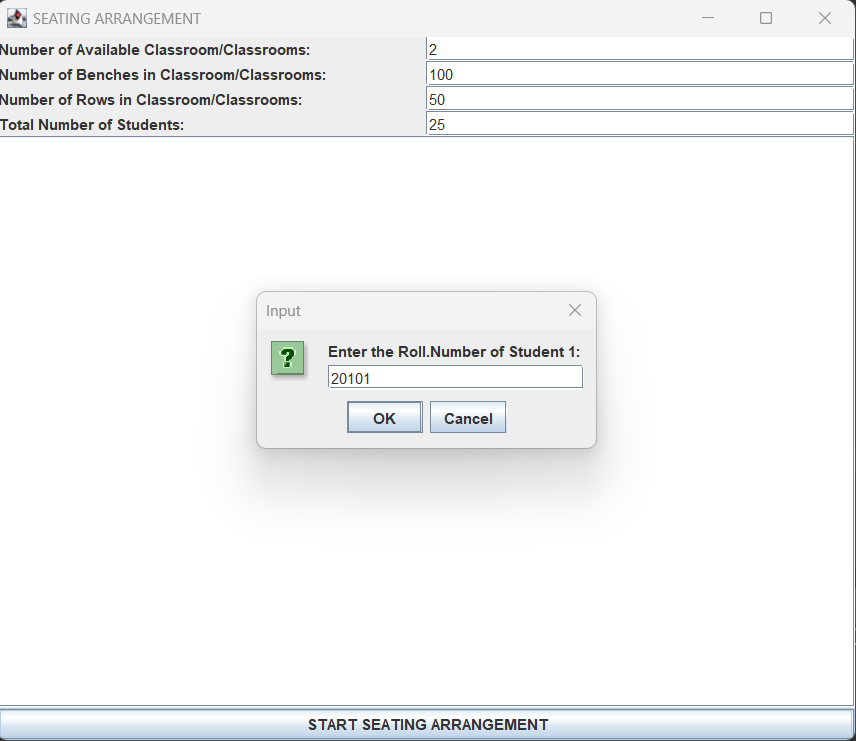 SEATING ARRANGEMENT
Number of Available Classroom/Classrooms: 2
Number of Benches in Classroom/Classrooms: 100
Number of Rows in Classroom/Classrooms: 50
Total Number of Students: 25
Input
?
Enter the Roll.Number of Student 1:
20101
OK Cancel
START SEATING ARRANGEMENT